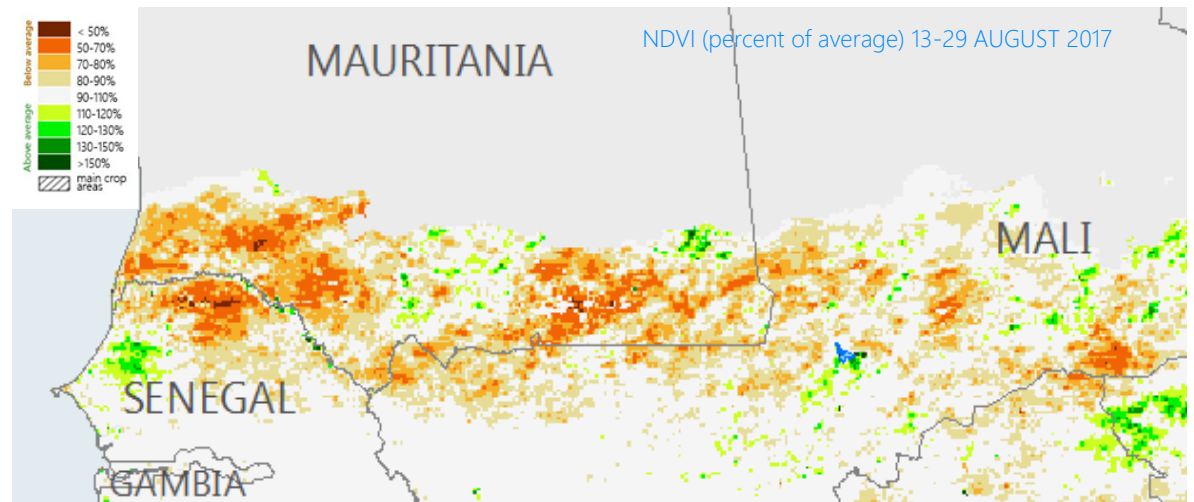 NDVI (percent of average) 13-29 AUGUST 2017
Below average
Above average
< 50%
50-70%
70-80%
80-90%
90-110%
110-120%
120-130%
130-150%
>150%
main crop
areas
MAURITANIA
MALI
SENEGAL
GAMBIA